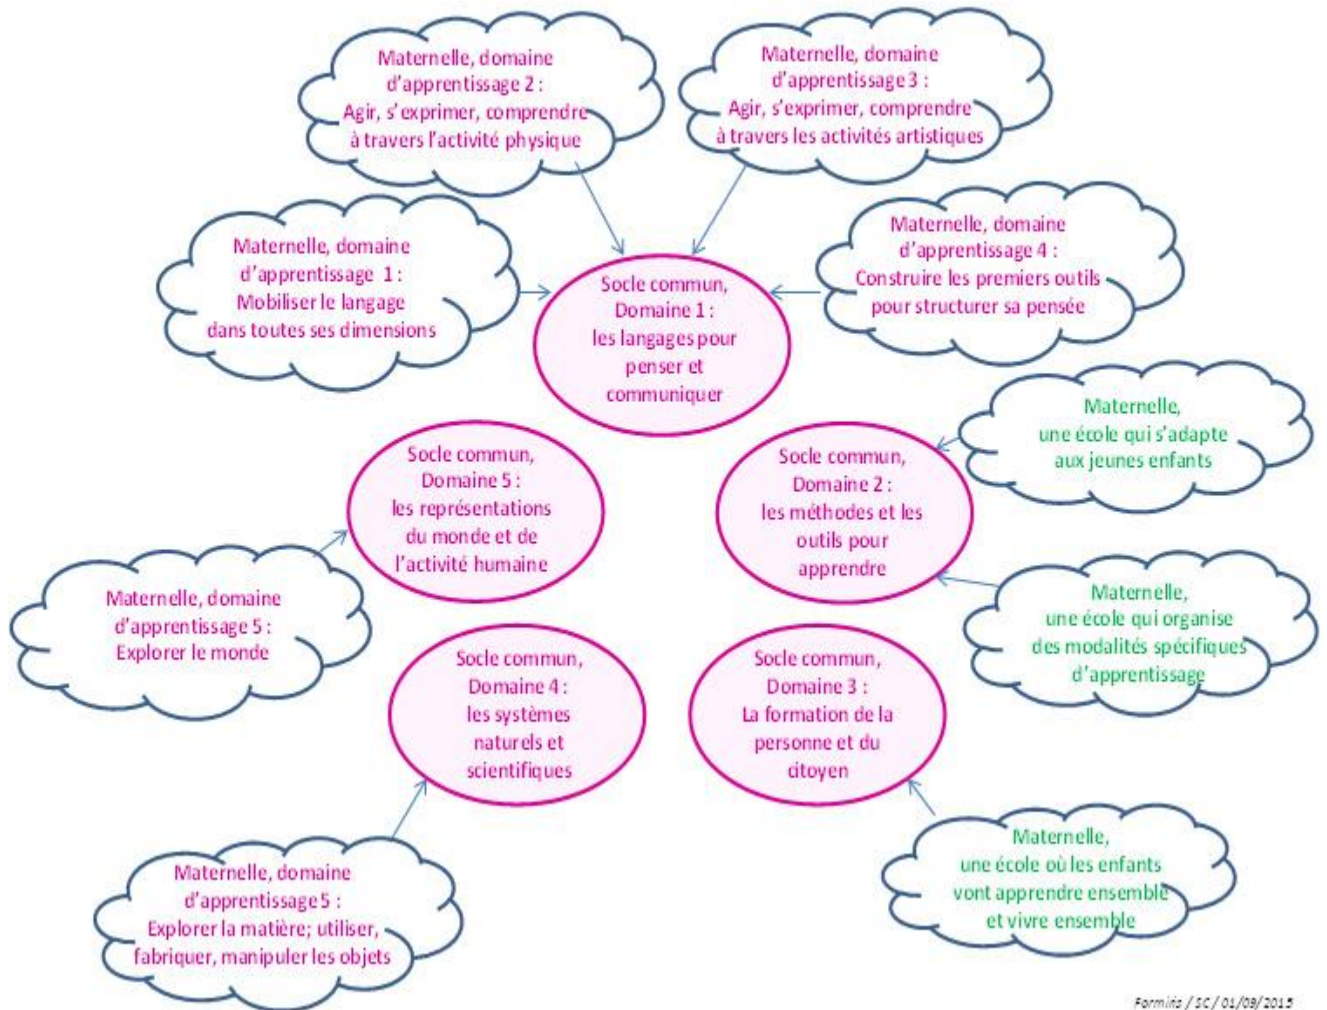 Maternelle, domaine
d'apprentissage 2 :
Agir, s'exprimer, comprendre
à travers l'activité physique
Maternelle, domaine
d'apprentissage 3 :
Agir, s'exprimer, comprendre
à travers les activités artistiques
Maternelle, domaine
d'apprentissage 1 :
Mobiliser le langage
dans toutes ses dimensions
Socle commun,
Domaine 1 :
les langages pour
penser et
communiquer
Maternelle, domaine
d'apprentissage 4 :
Construire les premiers outils
pour structurer sa pensée
Maternelle,
une école qui s'adapte
aux jeunes enfants
Socle commun,
Domaine 5 :
les représentations
du monde et de
l'activité humaine
Socle commun,
Domaine 2 :
les méthodes et les
outils pour
apprendre
Maternelle, domaine
d'apprentissage 5 :
Explorer le monde
Maternelle,
une école qui organise
des modalités spécifiques
d'apprentissage
Socle commun,
Domaine 4 :
les systèmes
naturels et
scientifiques
Socle commun,
Domaine 3 :
La formation de la
personne et du
citoyen
Maternelle, domaine
d'apprentissage 5 :
Explorer la matière; utiliser,
fabriquer, manipuler les objets
Maternelle,
une école où les enfants
vont apprendre ensemble
et vivre ensemble
Formiris / SC / 01/09/2015